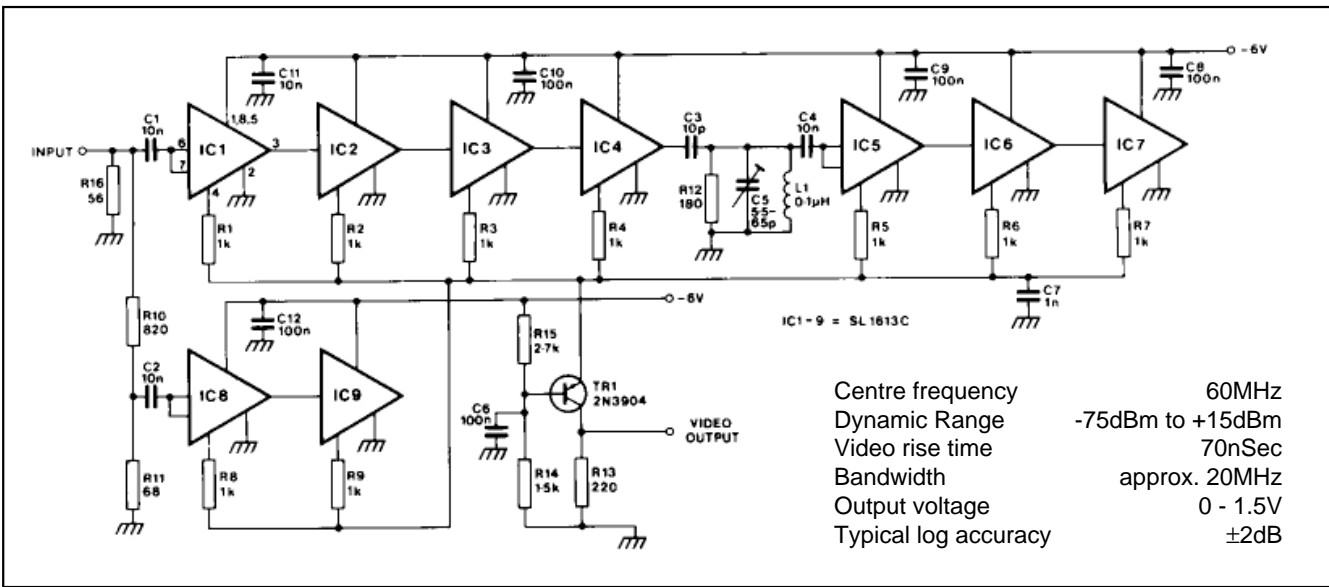 -6V
C11
10n
C10
100n
C9
100n
C8
100n
C1
10n
1,8,5
INPUT
6
7
IC1
3
2
4
IC2
IC3
IC4
C3
10p
C4
10n
IC5
IC6
IC7
R16
56
R12
180
C5
55-
65p
L1
0·1µH
R1
1k
R2
1k
R3
1k
R4
1k
R5
1k
R6
1k
R7
1k
C7
1n
-6V
R10
820
C12
100n
R15
2·7k
IC1-9 = SL1613C
C2
10n
IC8
IC9
TR1
2N3904
C6
100n
VIDEO
OUTPUT
R11
68
R8
1k
R9
1k
R14
1·5k
R13
220
Centre frequency 60MHz
Dynamic Range -75dBm to +15dBm
Video rise time 70nSec
Bandwidth approx. 20MHz
Output voltage 0 - 1.5V
Typical log accuracy ±2dB